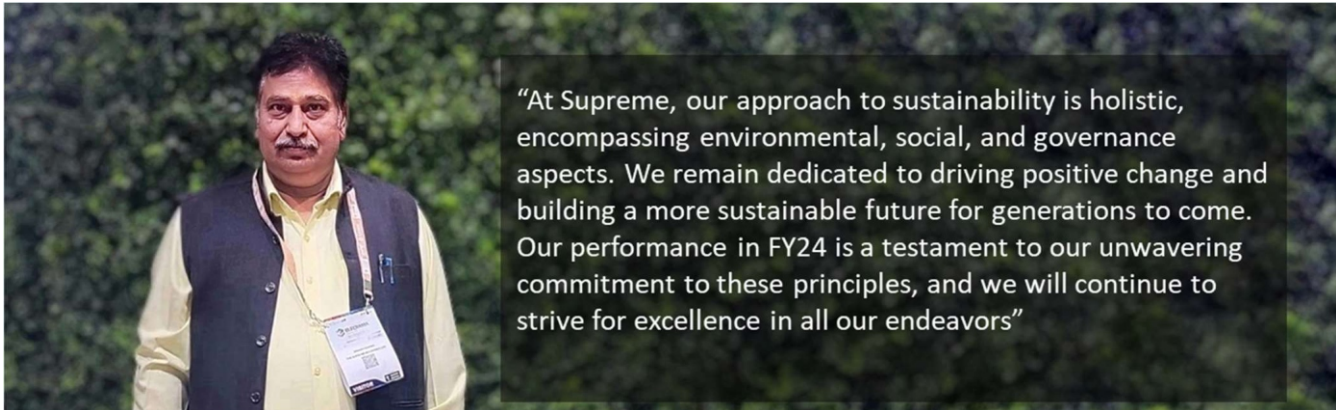 “At Supreme, our approach to sustainability is holistic,
encompassing environmental, social, and governance
aspects. We remain dedicated to driving positive change and
building a more sustainable future for generations to come.
Our performance in FY24 is a testament to our unwavering
commitment to these principles, and we will continue to
strive for excellence in all our endeavors”
VISITOR